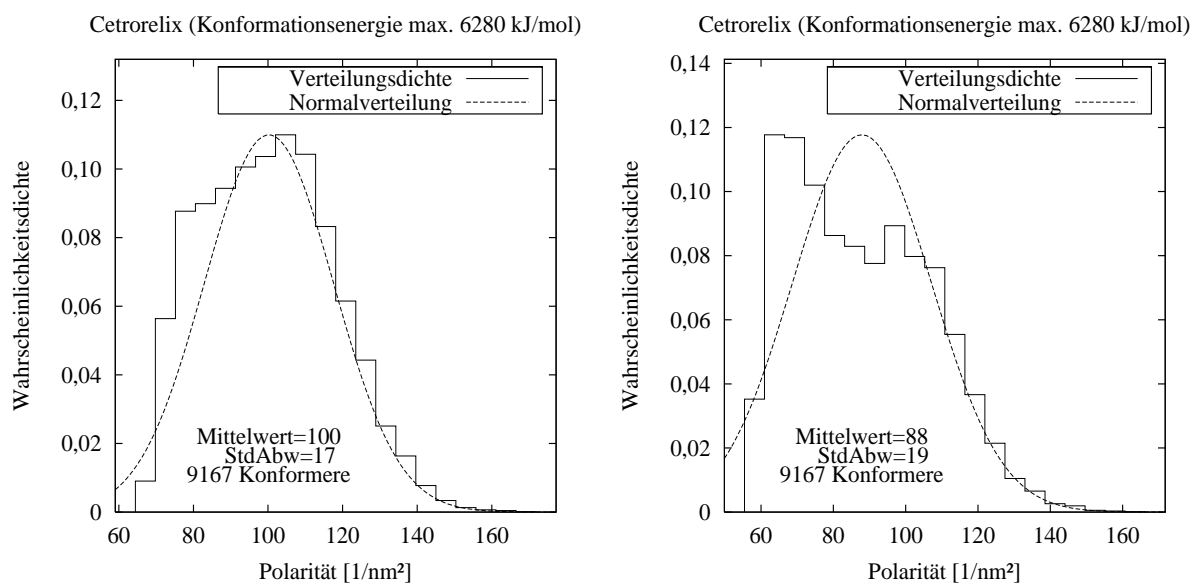 Cetrorelix (Konformationsenergie max. 6280 kJ/mol)
Verteilungsdichte
Normalverteilung
0,12
0,10
0,08
0,06
0,04
0,02
0
Wahrscheinlichkeitsdichte
Mittelwert=100
StdAbw=17
9167 Konformere
60 80 100 120 140 160
Polarität [1/nm²]
Cetrorelix (Konformationsenergie max. 6280 kJ/mol)
Verteilungsdichte
Normalverteilung
0,14
0,12
0,10
0,08
0,06
0,04
0,02
0
Wahrscheinlichkeitsdichte
Mittelwert=88
StdAbw=19
9167 Konformere
60 80 100 120 140 160
Polarität [1/nm²]